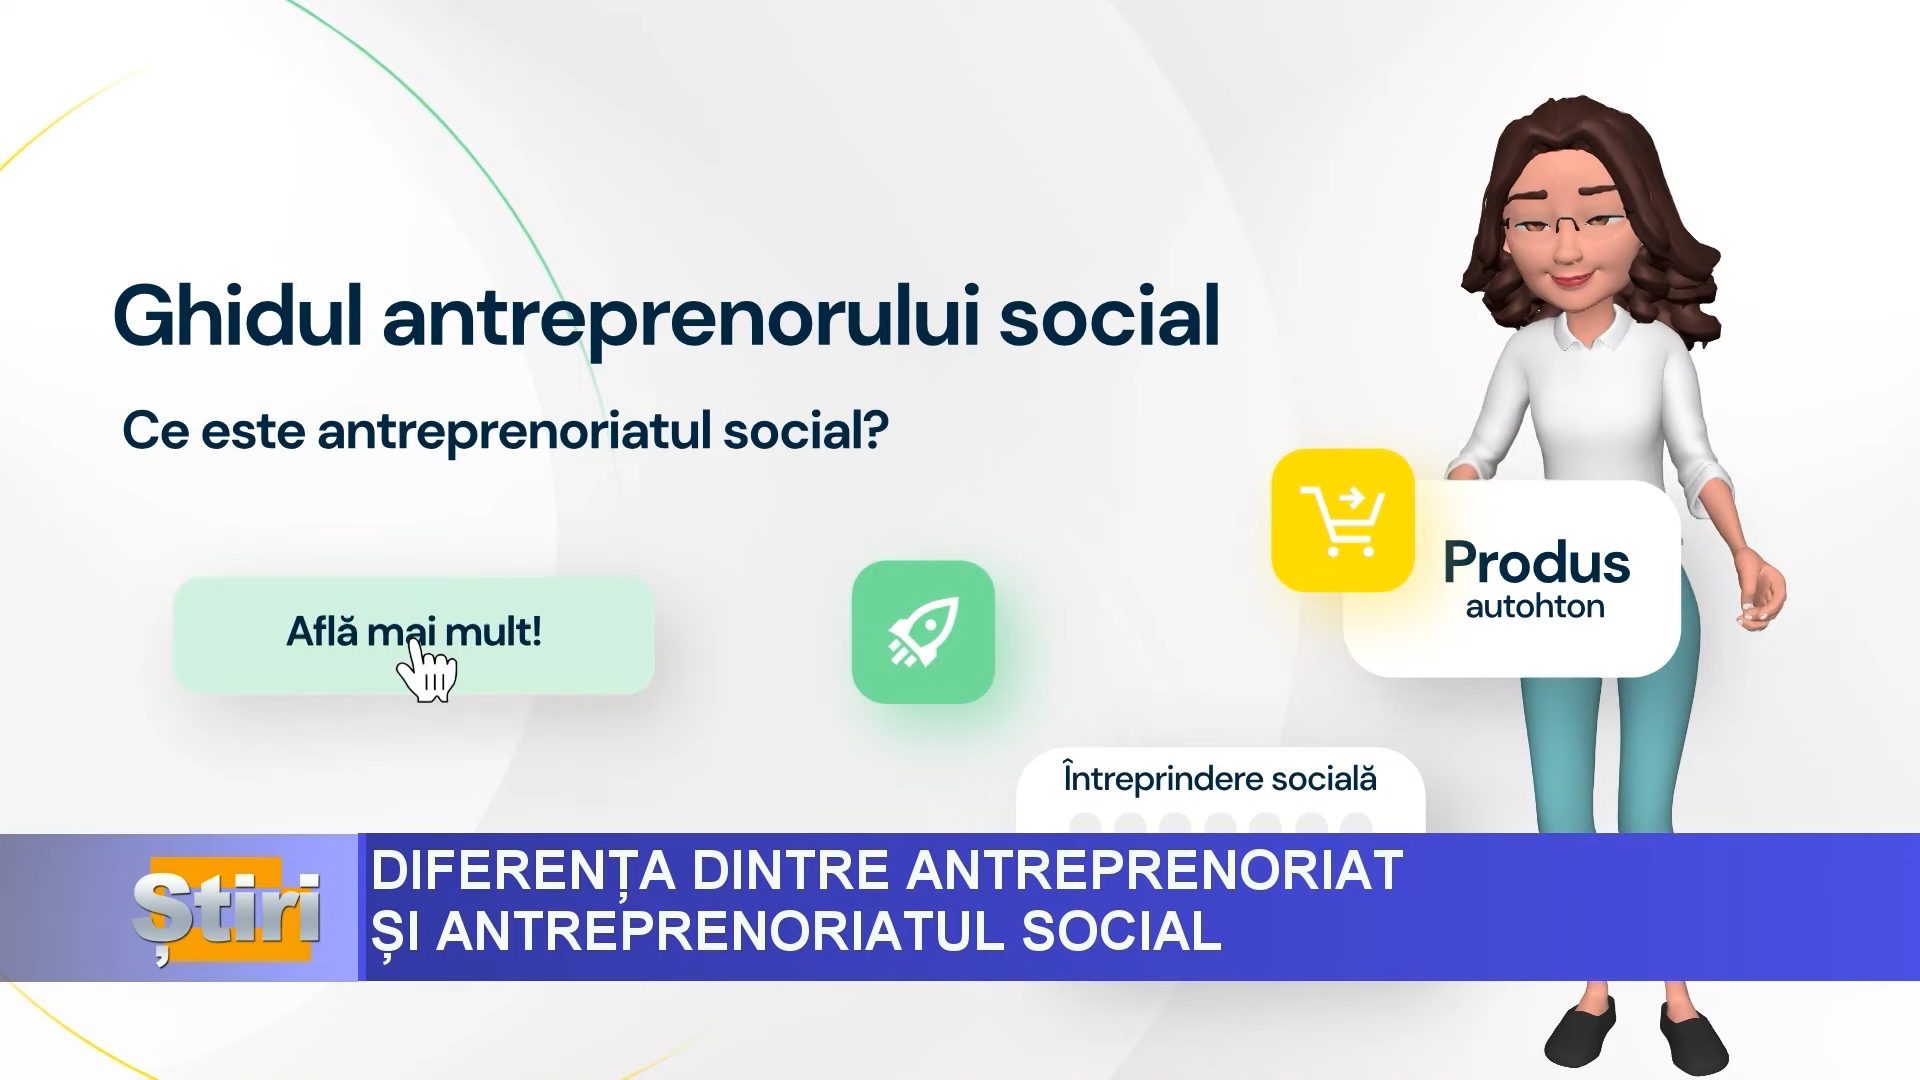 Ghidul antreprenorului social
Ce este antreprenoriatul social?
Produs
autohton
Află mai mult!
Întreprindere socială
Știri
DIFERENȚA DINTRE ANTREPRENORIAT
ȘI ANTREPRENORIATUL SOCIAL